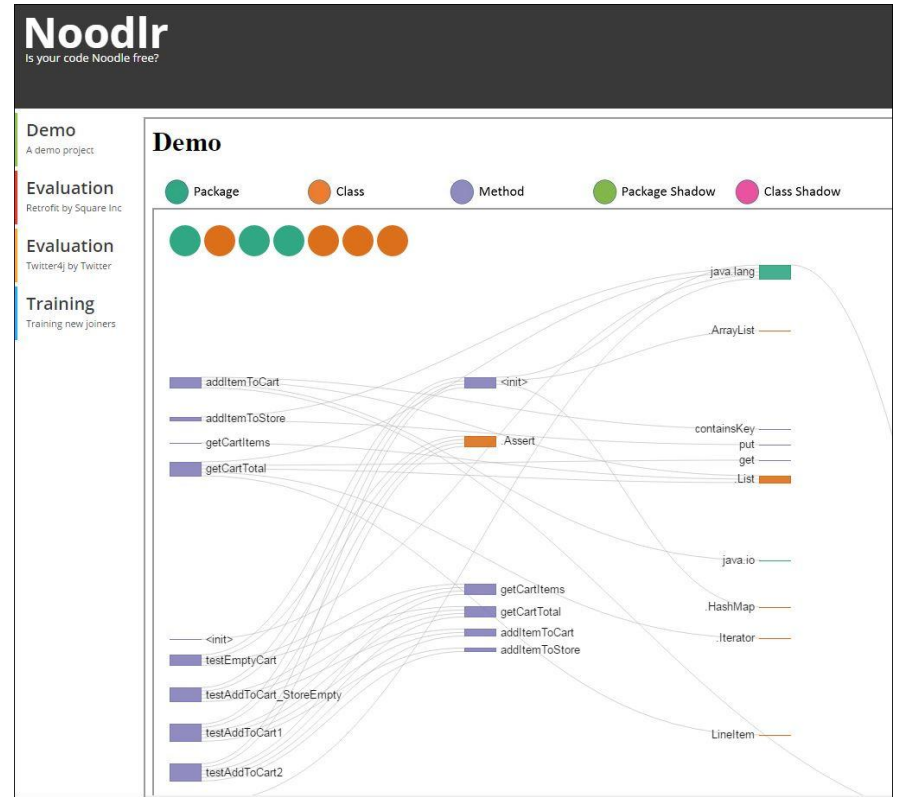 Noodlr
Is your code Noodle free?
Demo
A demo project
Evaluation
Retrofit by Square Inc
Evaluation
Twitter4j by Twitter
Training
Training new joiners
Demo
Package
Class
Method
Package Shadow
Class Shadow
java.lang
.ArrayList
addItemToCart
<init>
addItemToStore
containsKey
getCartItems
Assert
put
getCartTotal
get
.List
java.io
getCartItems
.HashMap
getCartTotal
<init>
addItemToCart
.Iterator
testEmptyCart
addItemToStore
testAddToCart_StoreEmpty
testAddToCart1
LineItem
testAddToCart2